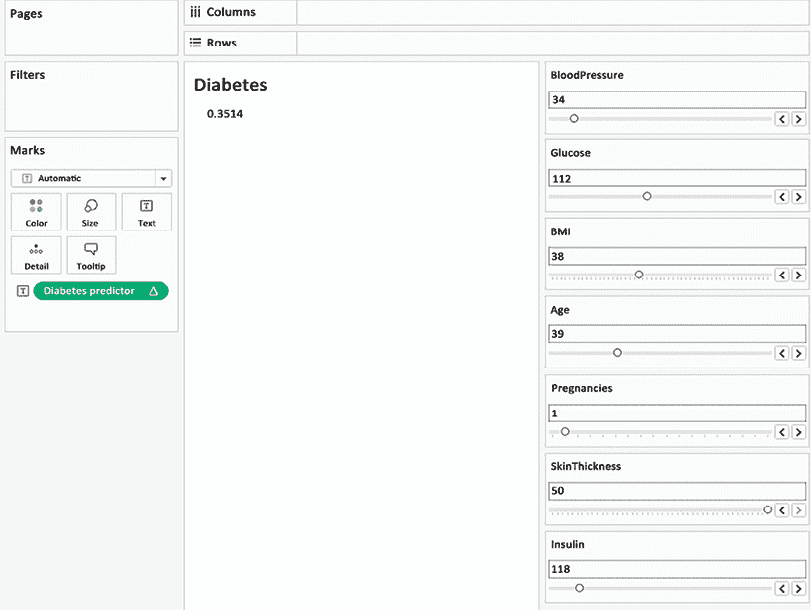 Pages
Columns
Rows
Filters
Marks
Automatic
Color
Size
Text
Detail
Tooltip
Diabetes predictor
Diabetes
0.3514
BloodPressure
34
Glucose
112
BMI
38
Age
39
Pregnancies
1
SkinThickness
50
Insulin
118